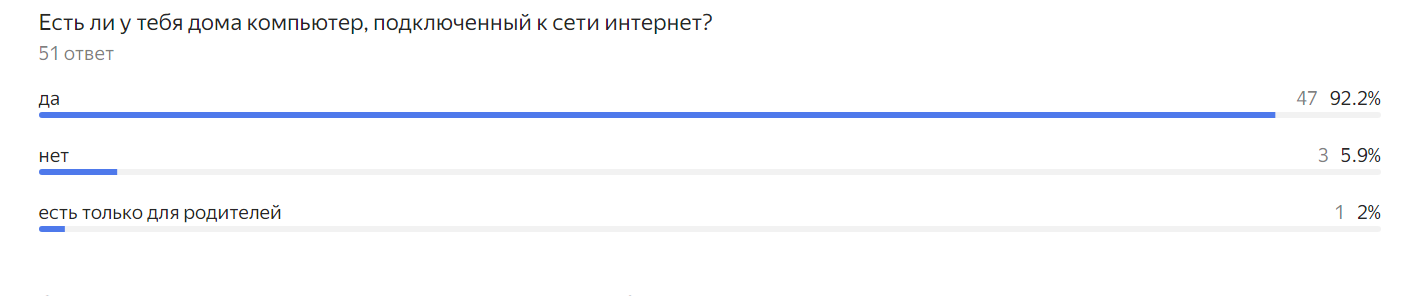 Есть ли у тебя дома компьютер, подключенный к сети интернет?
51 ответ
да 47 92.2%
нет 3 5.9%
есть только для родителей 1 2%